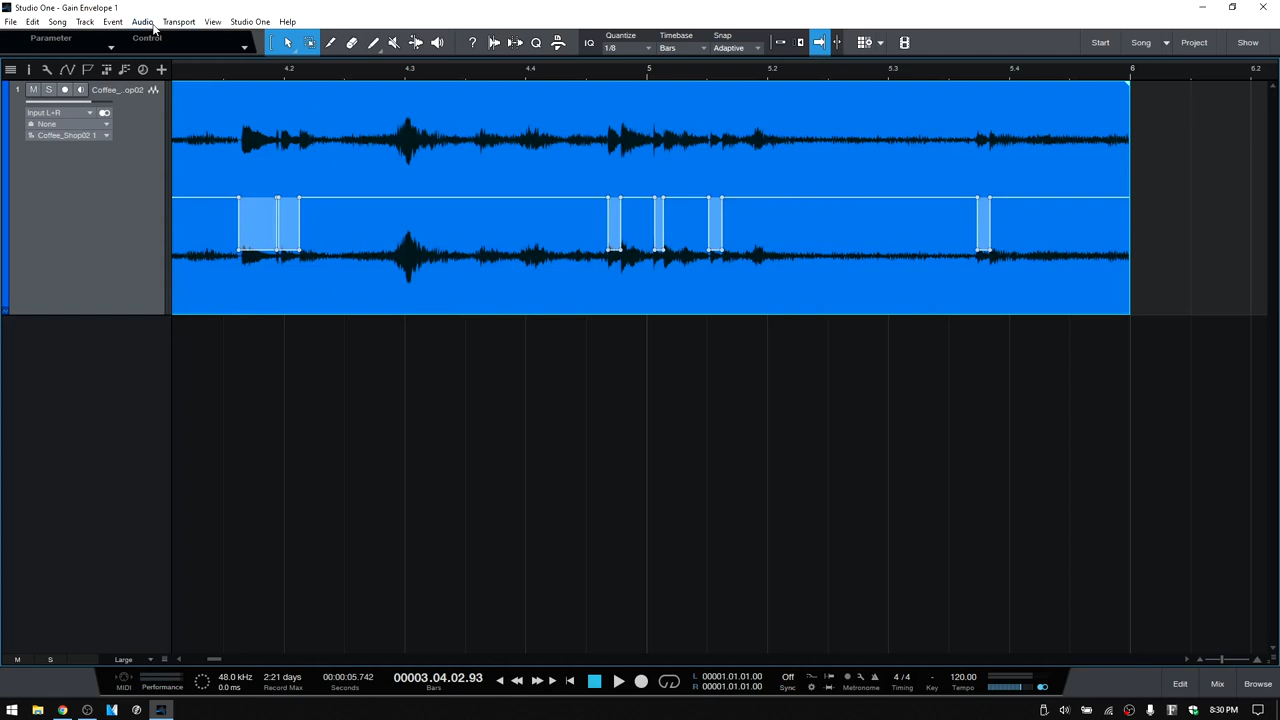 Studio One - Gain Envelope 1
File Edit Song Track Event Audio Transport View Studio One Help
Parameter Control
IQ Quantize 1/8 Timebase Bars Snap Adaptive
Start Song Project Show
4.2 4.3 4.4 5 5.2 5.3 5.4 6 6.2
1 M S Coffee_..op02
Input L+R
None
Coffee_Shop02 1
M S Large
MIDI Performance
48.0 kHz 0.0 ms
2:21 days Record Max
00:00:05.742 Seconds
00003.04.02.93 Bars
L 00001.01.01.00
R 00001.01.01.00
Off Sync
Metronome
4 / 4 Timing
- Key
120.00 Tempo
Edit Mix Browse
8:30 PM